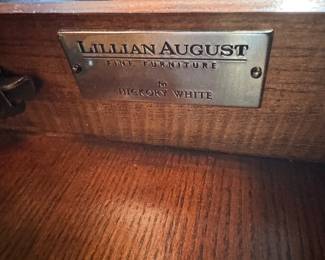 LILLIAN AUGUST
FINE FURNITURE
by
HICKORY WHITE